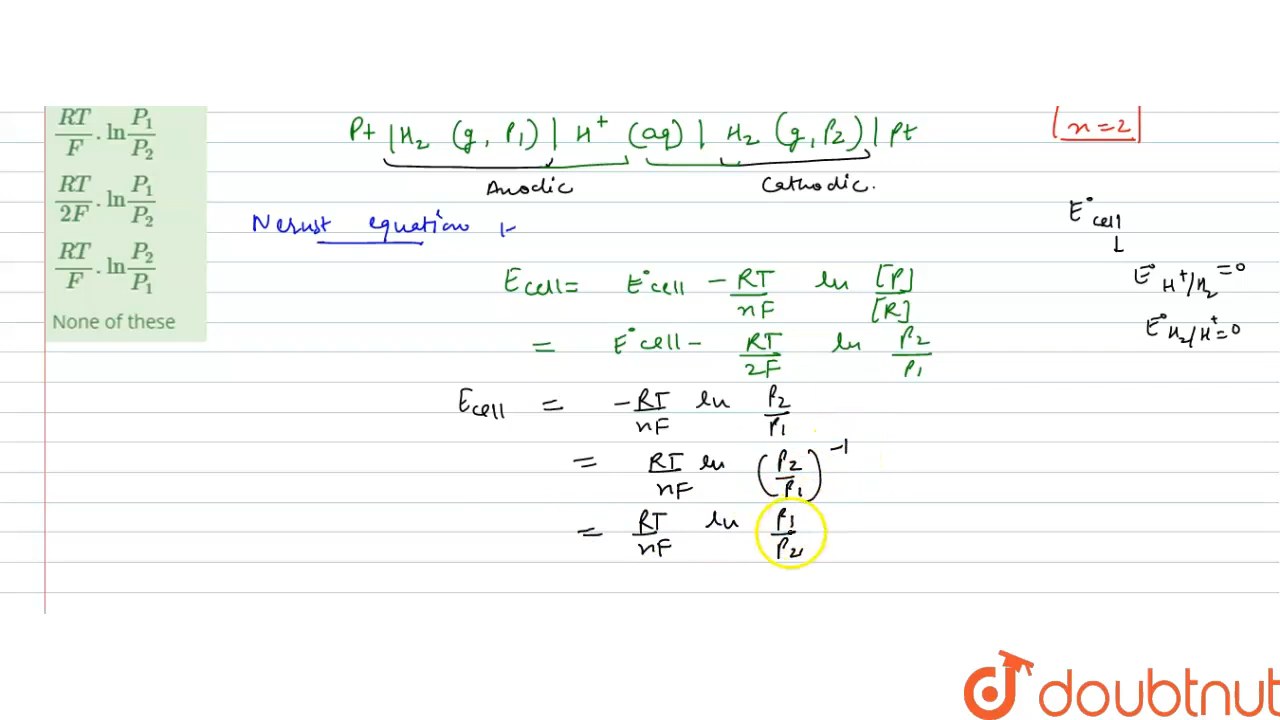 RT/F . ln P₁/P₂
RT/2F . ln P₁/P₂
RT/F . ln P₂/P₁
None of these
Pt | H₂ (g, P₁) | H⁺ (aq) | H₂ (g, P₂) | Pt
n=2
Anodic
Cathodic.
Nernst equation :-
E°cell
↓
E° H⁺/H₂ = 0
E° H₂/H⁺ = 0
Ecell = E°cell - RT/nF ln [P]/[R]
= E°cell - RT/2F ln P₂/P₁
Ecell = - RT/nF ln P₂/P₁
= RT/nF ln (P₂/P₁)⁻¹
= RT/nF ln P₁/P₂
doubtnut